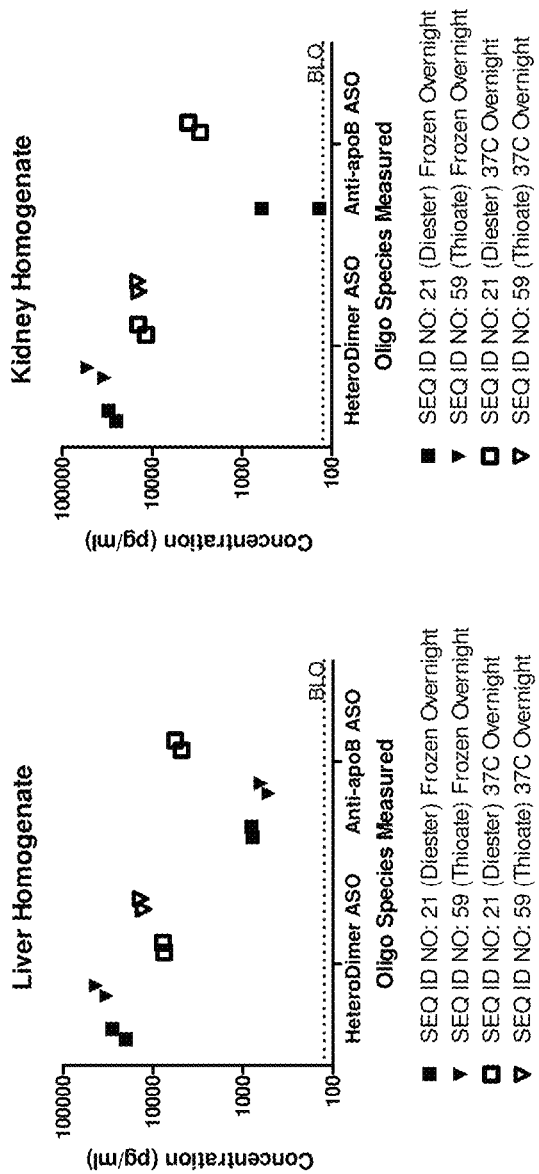 Liver Homogenate
Concentration (pg/ml)
100000
10000
1000
100
BLQ
HeteroDimer ASO
Anti-apoB ASO
Oligo Species Measured
SEQ ID NO: 21 (Diester) Frozen Overnight
SEQ ID NO: 59 (Thioate) Frozen Overnight
SEQ ID NO: 21 (Diester) 37C Overnight
SEQ ID NO: 59 (Thioate) 37C Overnight
Kidney Homogenate
Concentration (pg/ml)
100000
10000
1000
100
BLQ
HeteroDimer ASO
Anti-apoB ASO
Oligo Species Measured
SEQ ID NO: 21 (Diester) Frozen Overnight
SEQ ID NO: 59 (Thioate) Frozen Overnight
SEQ ID NO: 21 (Diester) 37C Overnight
SEQ ID NO: 59 (Thioate) 37C Overnight